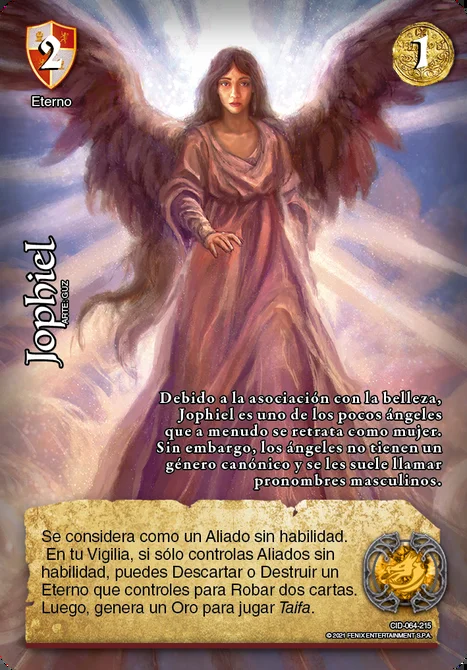 2
1
Eterno
Jophiel
ARTE: GUZ
Debido a la asociación con la belleza,
Jophiel es uno de los pocos ángeles
que a menudo se retrata como mujer.
Sin embargo, los ángeles no tienen un
género canónico y se les suele llamar
pronombres masculinos.
Se considera como un Aliado sin habilidad.
En tu Vigilia, si sólo controlas Aliados sin
habilidad, puedes Descartar o Destruir un
Eterno que controles para Robar dos cartas.
Luego, genera un Oro para jugar Taifa.
CID-064-215
©2021 FENIX ENTERTAINMENT S.P.A.